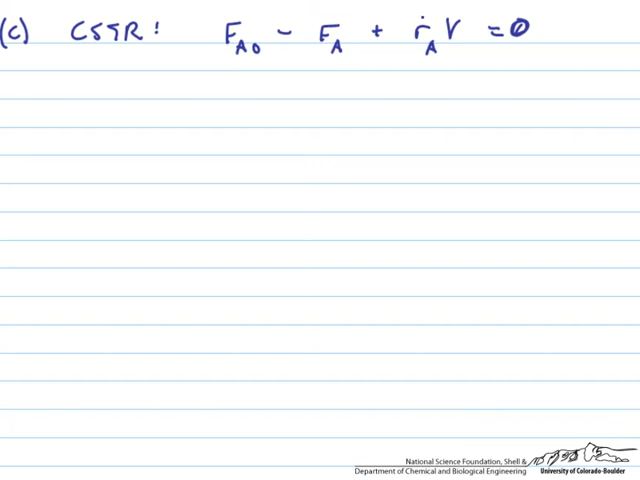 (C) CSTR: F_A0 - F_A + ṙ_A V = 0
National Science Foundation, Shell &
Department of Chemical and Biological Engineering
University of Colorado-Boulder